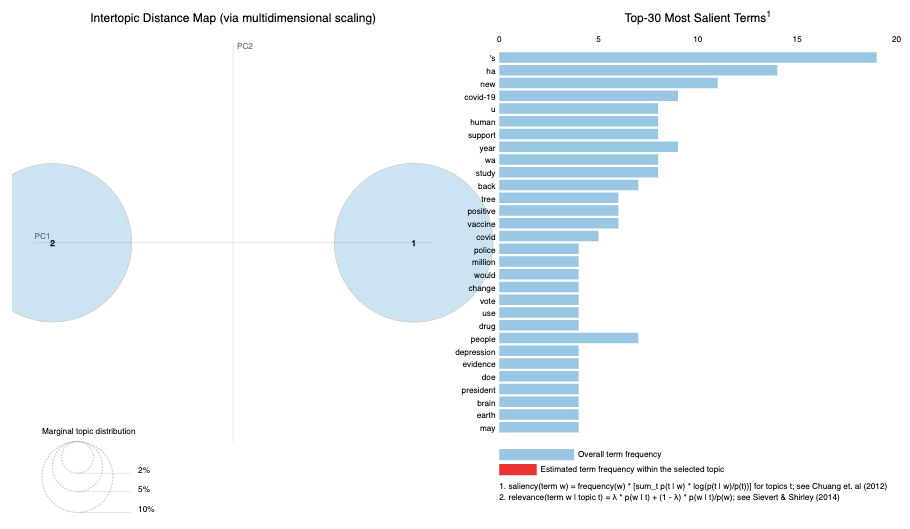 Intertopic Distance Map (via multidimensional scaling)
PC2
PC1
2
1
Marginal topic distribution
2%
5%
10%
Top-30 Most Salient Terms1
0 5 10 15 20
's
ha
new
covid-19
u
human
support
year
wa
study
back
tree
positive
vaccine
covid
police
million
would
change
vote
use
drug
people
depression
evidence
doe
president
brain
earth
may
Overall term frequency
Estimated term frequency within the selected topic
1. saliency(term w) = frequency(w) * [sum_t p(t | w) * log(p(t | w)/p(t))] for topics t; see Chuang et. al (2012)
2. relevance(term w | topic t) = λ * p(w | t) + (1 - λ) * p(w | t)/p(w); see Sievert & Shirley (2014)